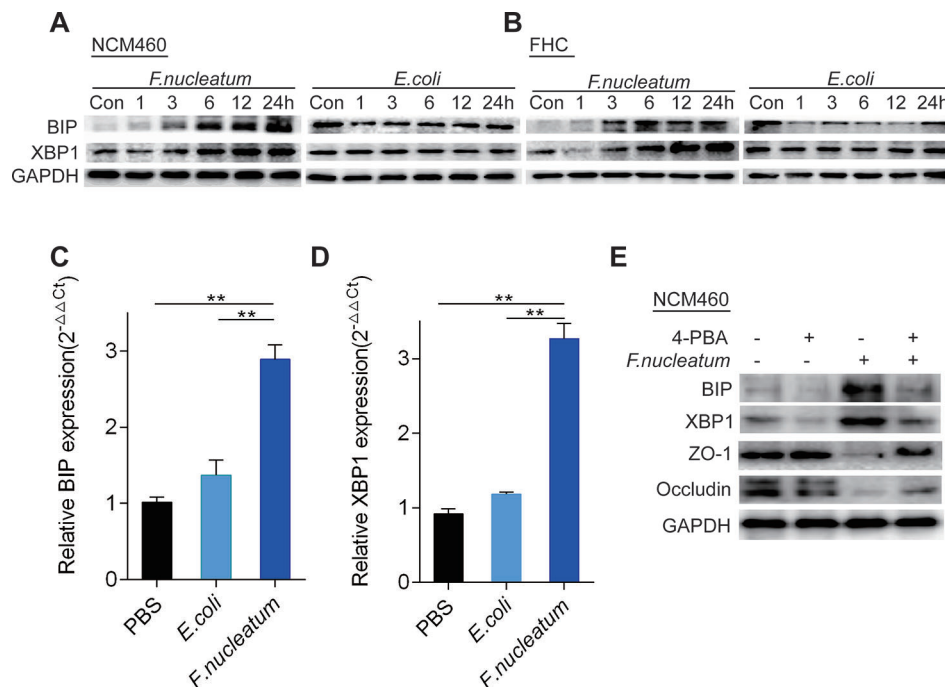 A
NCM460
F.nucleatum
E.coli
Con 1 3 6 12 24h
Con 1 3 6 12 24h
BIP
XBP1
GAPDH
B
FHC
F.nucleatum
E.coli
Con 1 3 6 12 24h
Con 1 3 6 12 24h
C
Relative BIP expression(2-△△Ct)
3
2
1
0
**
**
PBS
E.coli
F.nucleatum
D
Relative XBP1 expression(2-△△Ct)
4
3
2
1
0
**
**
PBS
E.coli
F.nucleatum
E
NCM460
4-PBA - + - +
F.nucleatum - - + +
BIP
XBP1
ZO-1
Occludin
GAPDH